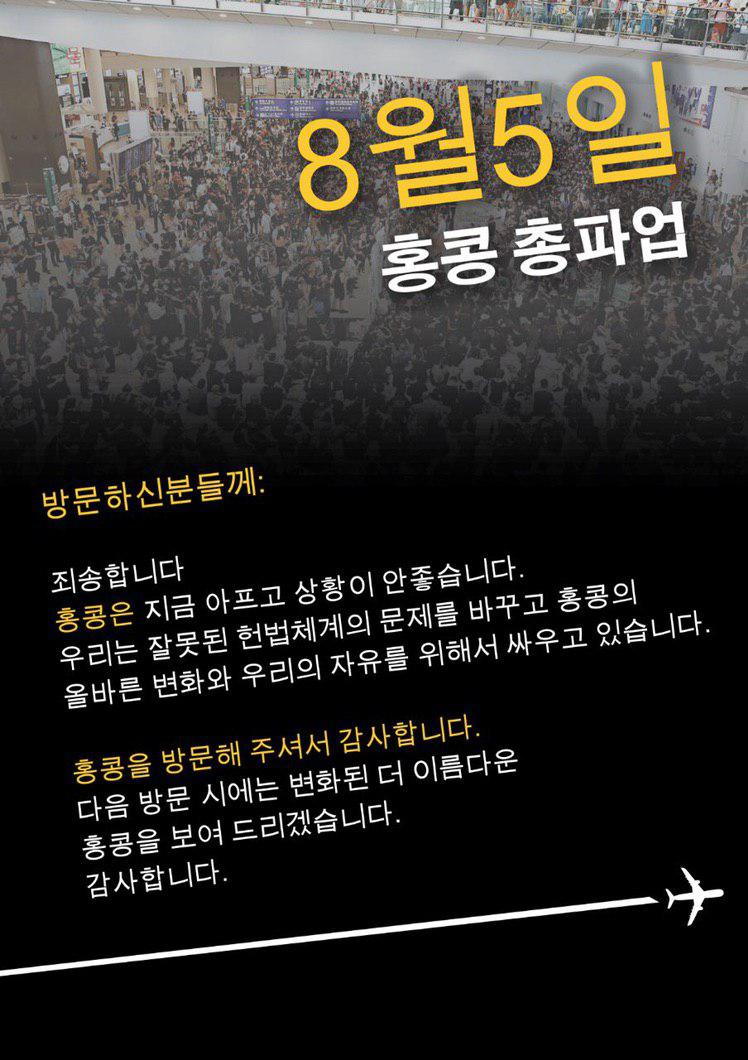 8월5일
홍콩 총파업
방문하신분들께:
죄송합니다
홍콩은 지금 아프고 상황이 안좋습니다.
우리는 잘못된 헌법체계의 문제를 바꾸고 홍콩의
올바른 변화와 우리의 자유를 위해서 싸우고 있습니다.
홍콩을 방문해 주셔서 감사합니다.
다음 방문 시에는 변화된 더 이름다운
홍콩을 보여 드리겠습니다.
감사합니다.